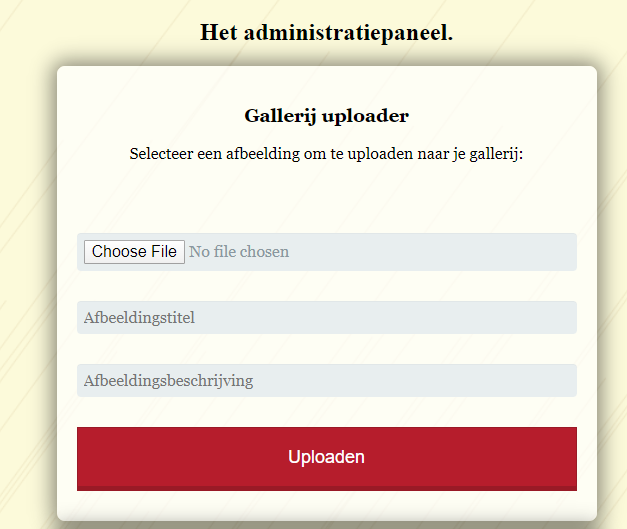 Het administratiepaneel.
Gallerij uploader
Selecteer een afbeelding om te uploaden naar je gallerij:
Choose File No file chosen
Afbeeldingstitel
Afbeeldingsbeschrijving
Uploaden